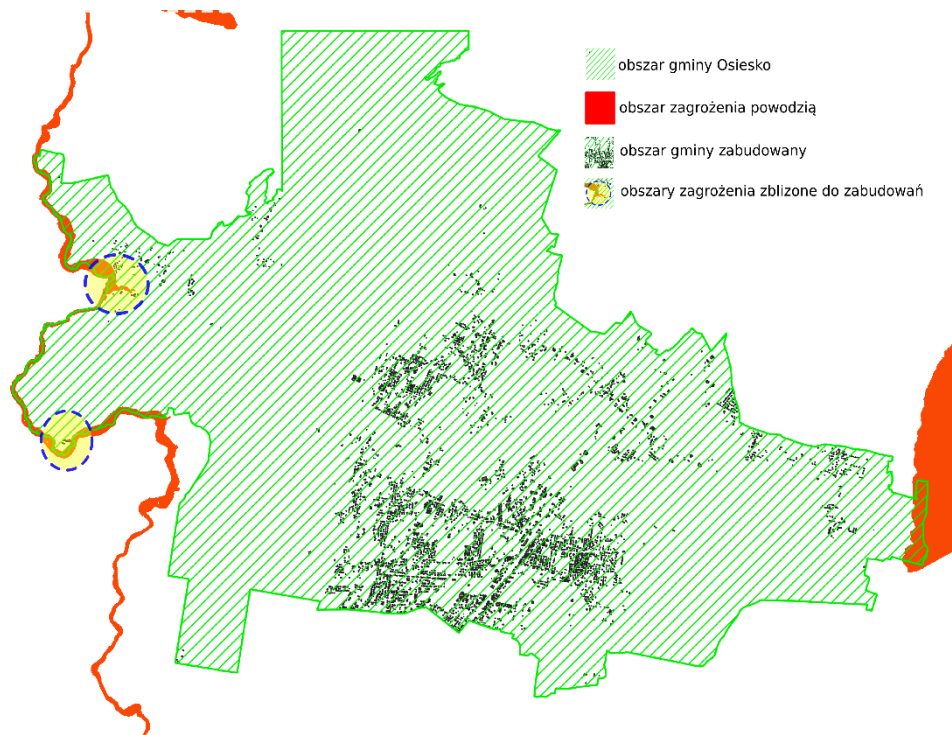 obszar gminy Osiesko
obszar zagrożenia powodzią
obszar gminy zabudowany
obszary zagrożenia zblizone do zabudowań